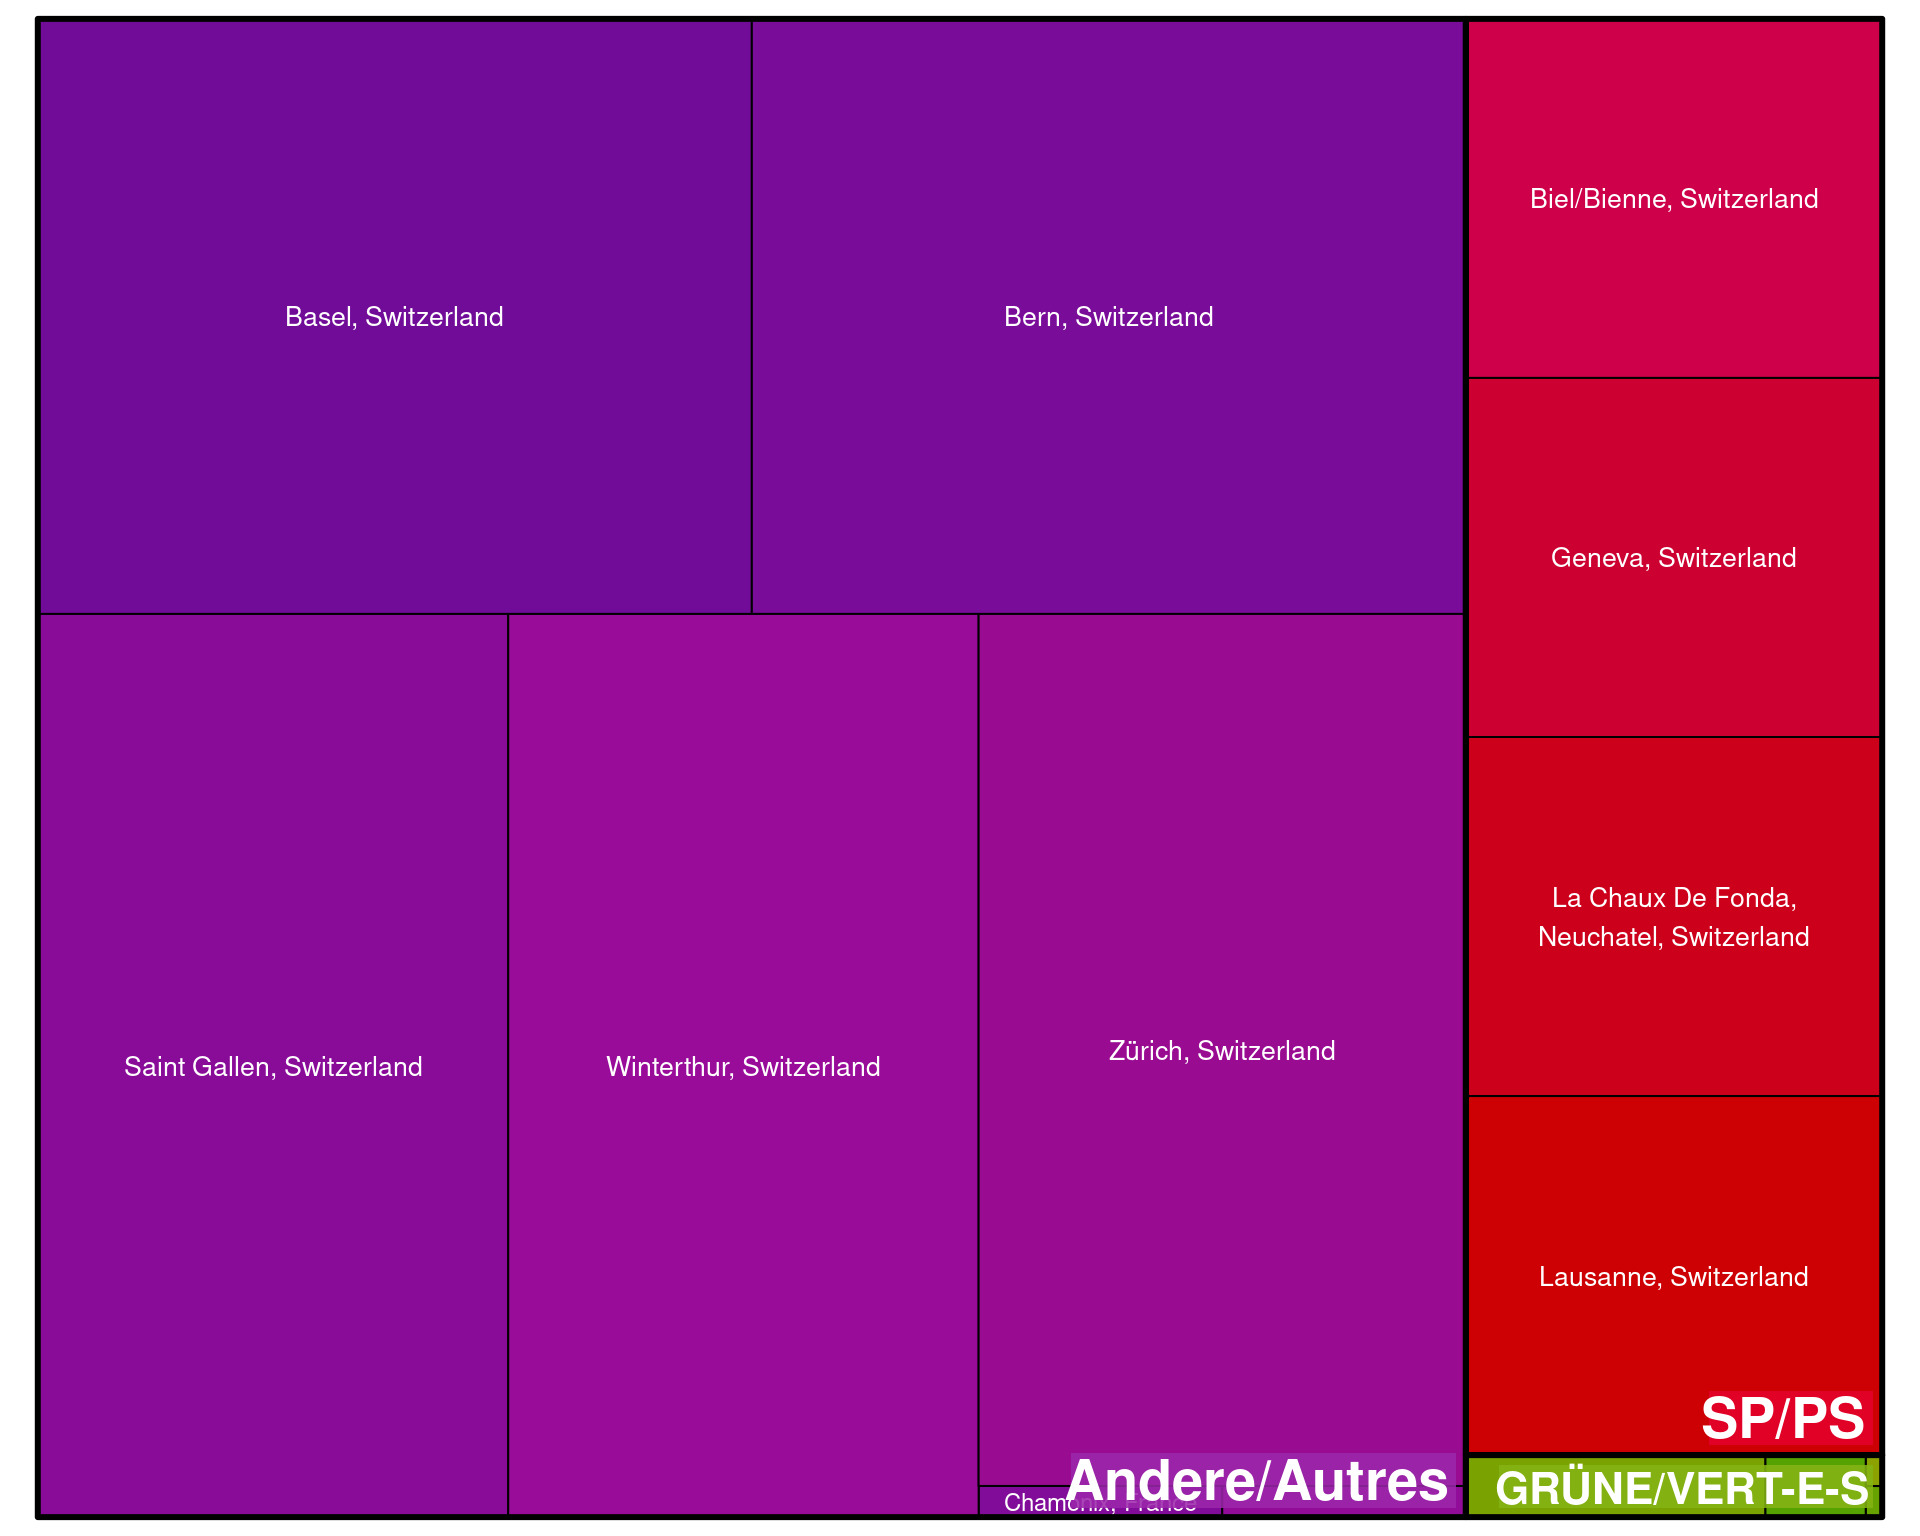 Basel, Switzerland
Bern, Switzerland
Biel/Bienne, Switzerland
Geneva, Switzerland
La Chaux De Fonda,
Neuchatel, Switzerland
Saint Gallen, Switzerland
Winterthur, Switzerland
Zürich, Switzerland
Lausanne, Switzerland
SP/PS
Andere/Autres
GRÜNE/VERT-E-S
Chamonix, France